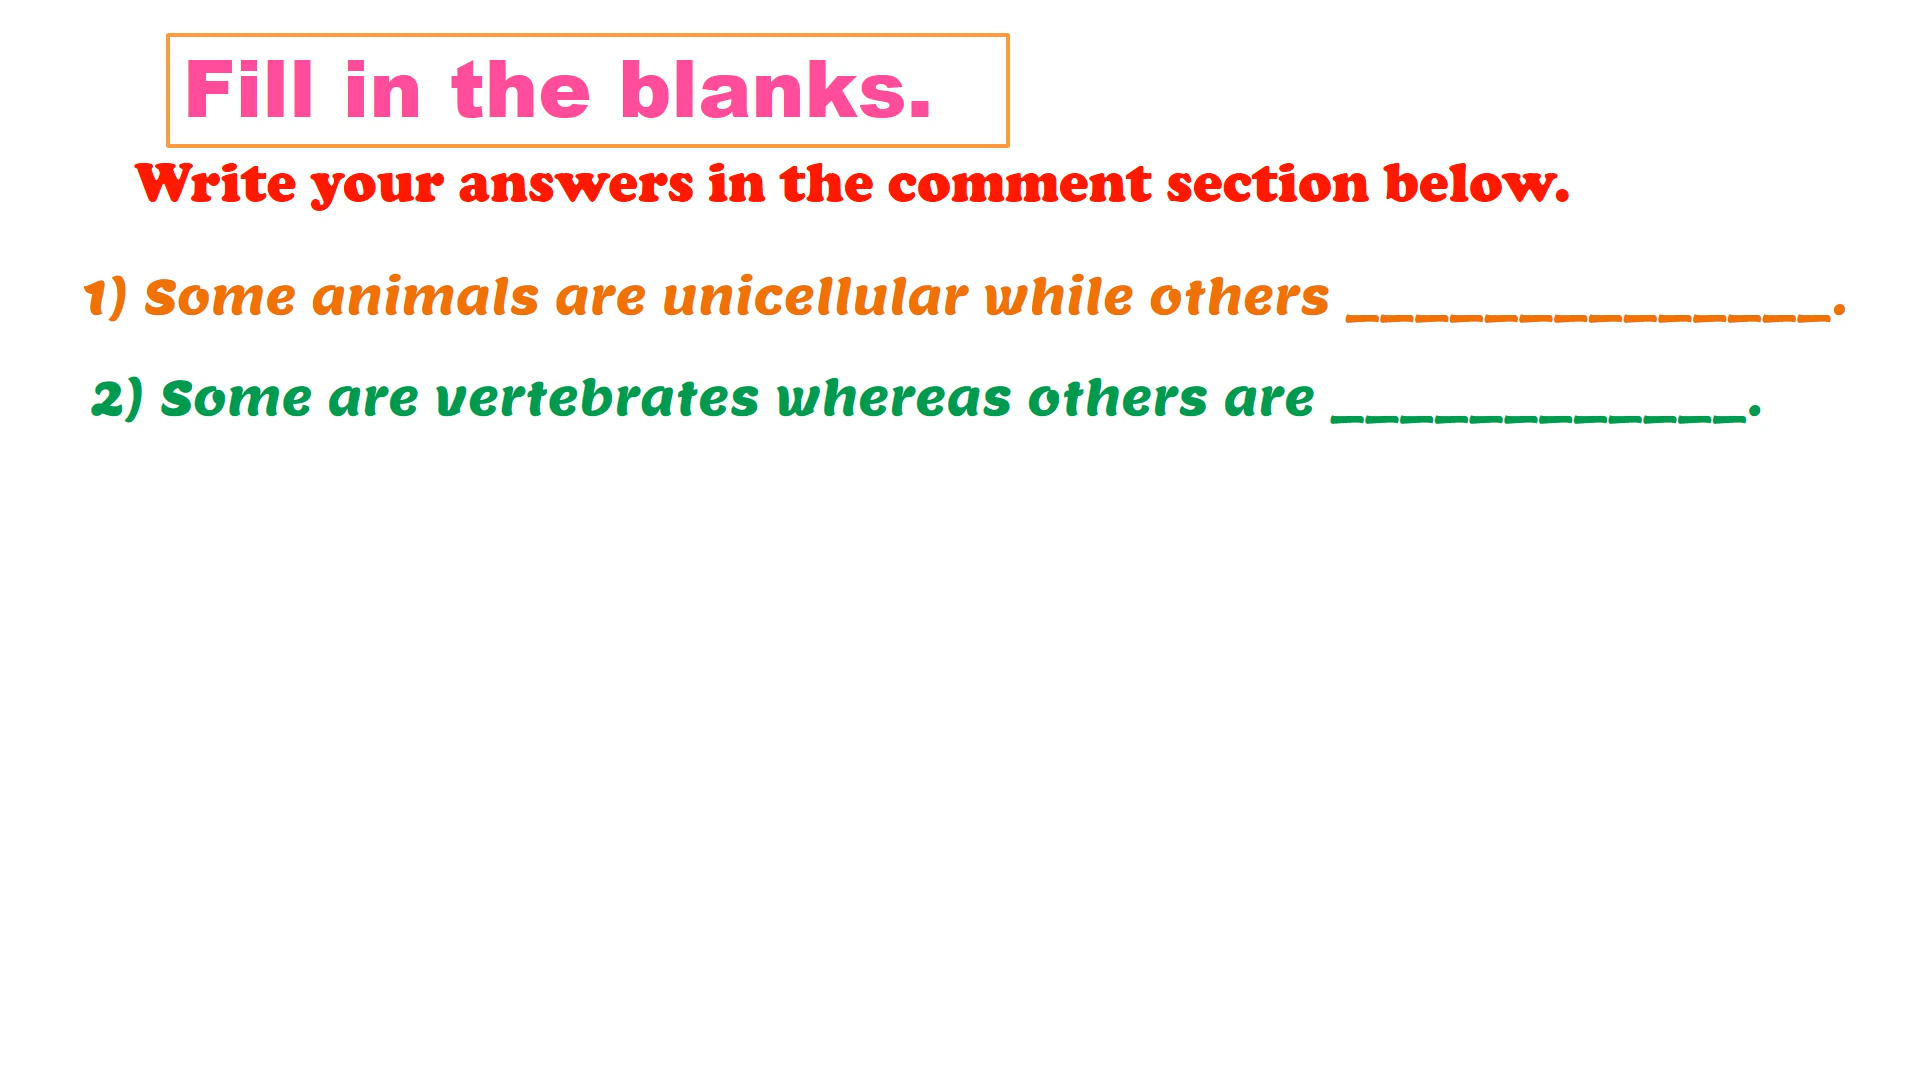 Fill in the blanks.
Write your answers in the comment section below.
1) Some animals are unicellular while others ______________.
2) Some are vertebrates whereas others are ____________.